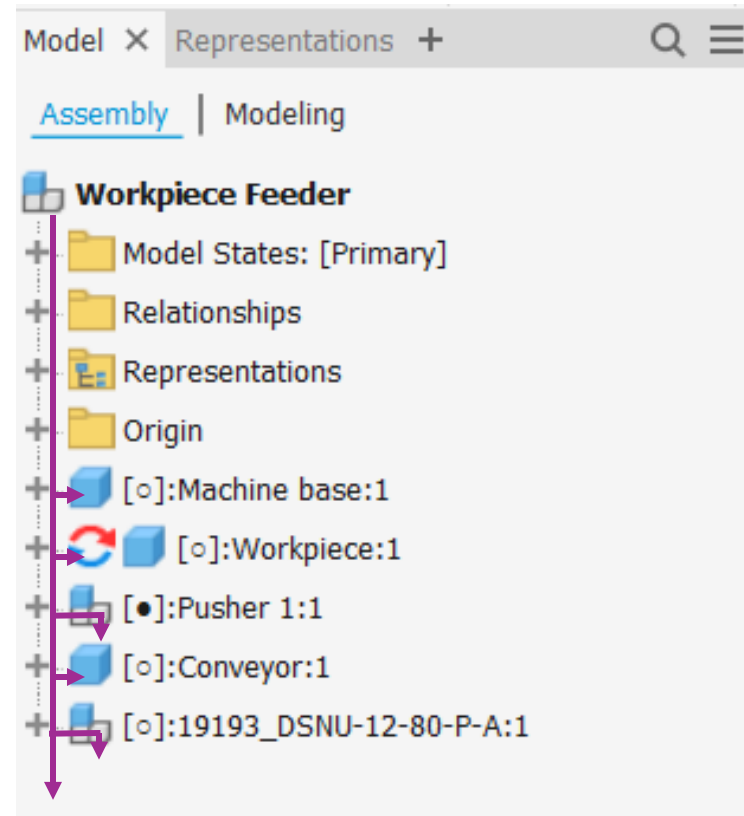 Model × Representations +
Assembly | Modeling
Workpiece Feeder
Model States: [Primary]
Relationships
Representations
Origin
[○]:Machine base:1
[○]:Workpiece:1
[●]:Pusher 1:1
[○]:Conveyor:1
[○]:19193_DSNU-12-80-P-A:1